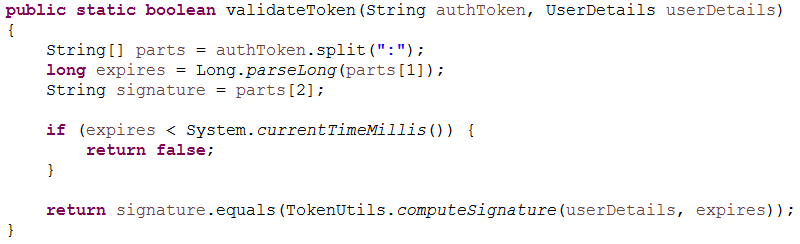 public static boolean validateToken(String authToken, UserDetails userDetails)
{
    String[] parts = authToken.split(":");
    long expires = Long.parseLong(parts[1]);
    String signature = parts[2];

    if (expires < System.currentTimeMillis()) {
        return false;
    }

    return signature.equals(TokenUtils.computeSignature(userDetails, expires));
}